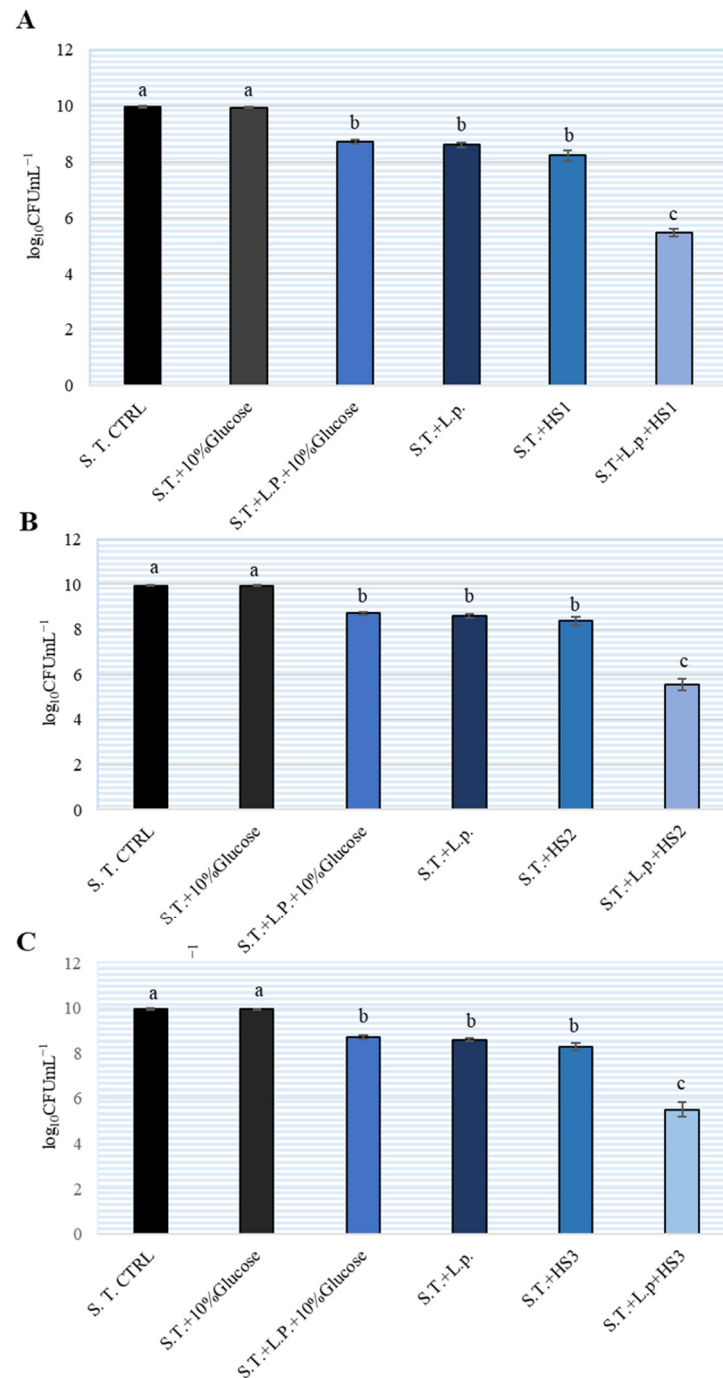 A
12
10
8
6
4
2
0
log₁₀CFUmL⁻¹
a
a
b
b
b
c
S. T. CTRL
S.T.+10%Glucose
S.T.+L.P.+10%Glucose
S.T.+L.p.
S.T.+HS1
S.T+L.p.+HS1
B
12
10
8
6
4
2
0
log₁₀CFUmL⁻¹
a
a
b
b
b
c
S. T. CTRL
S.T.+10%Glucose
S.T.+L.P.+10%Glucose
S.T.+L.p.
S.T.+HS2
S.T.+L.p.+HS2
C
12
10
8
6
4
2
0
log₁₀CFUmL⁻¹
a
a
b
b
b
c
S. T. CTRL
S.T.+10%Glucose
S.T.+L.P.+10%Glucose
S.T.+L.p.
S.T.+HS3
S.T.+L.p+HS3